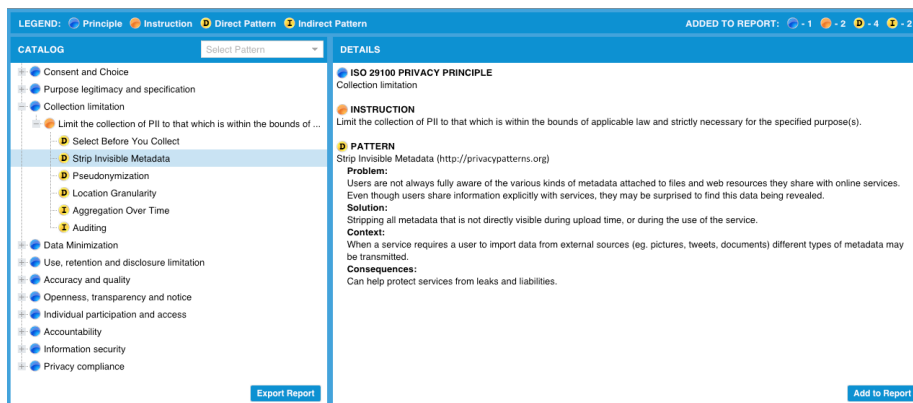 LEGEND: Principle Instruction D Direct Pattern I Indirect Pattern ADDED TO REPORT: - 1 - 2 D - 4 I - 2
CATALOG Select Pattern
Consent and Choice
Purpose legitimacy and specification
Collection limitation
Limit the collection of PII to that which is within the bounds of ...
D Select Before You Collect
D Strip Invisible Metadata
D Pseudonymization
D Location Granularity
I Aggregation Over Time
I Auditing
Data Minimization
Use, retention and disclosure limitation
Accuracy and quality
Openness, transparency and notice
Individual participation and access
Accountability
Information security
Privacy compliance
Export Report
DETAILS
ISO 29100 PRIVACY PRINCIPLE
Collection limitation
INSTRUCTION
Limit the collection of PII to that which is within the bounds of applicable law and strictly necessary for the specified purpose(s).
D PATTERN
Strip Invisible Metadata (http://privacypatterns.org)
Problem:
Users are not always fully aware of the various kinds of metadata attached to files and web resources they share with online services.
Even though users share information explicitly with services, they may be surprised to find this data being revealed.
Solution:
Stripping all metadata that is not directly visible during upload time, or during the use of the service.
Context:
When a service requires a user to import data from external sources (eg. pictures, tweets, documents) different types of metadata may
be transmitted.
Consequences:
Can help protect services from leaks and liabilities.
Add to Report